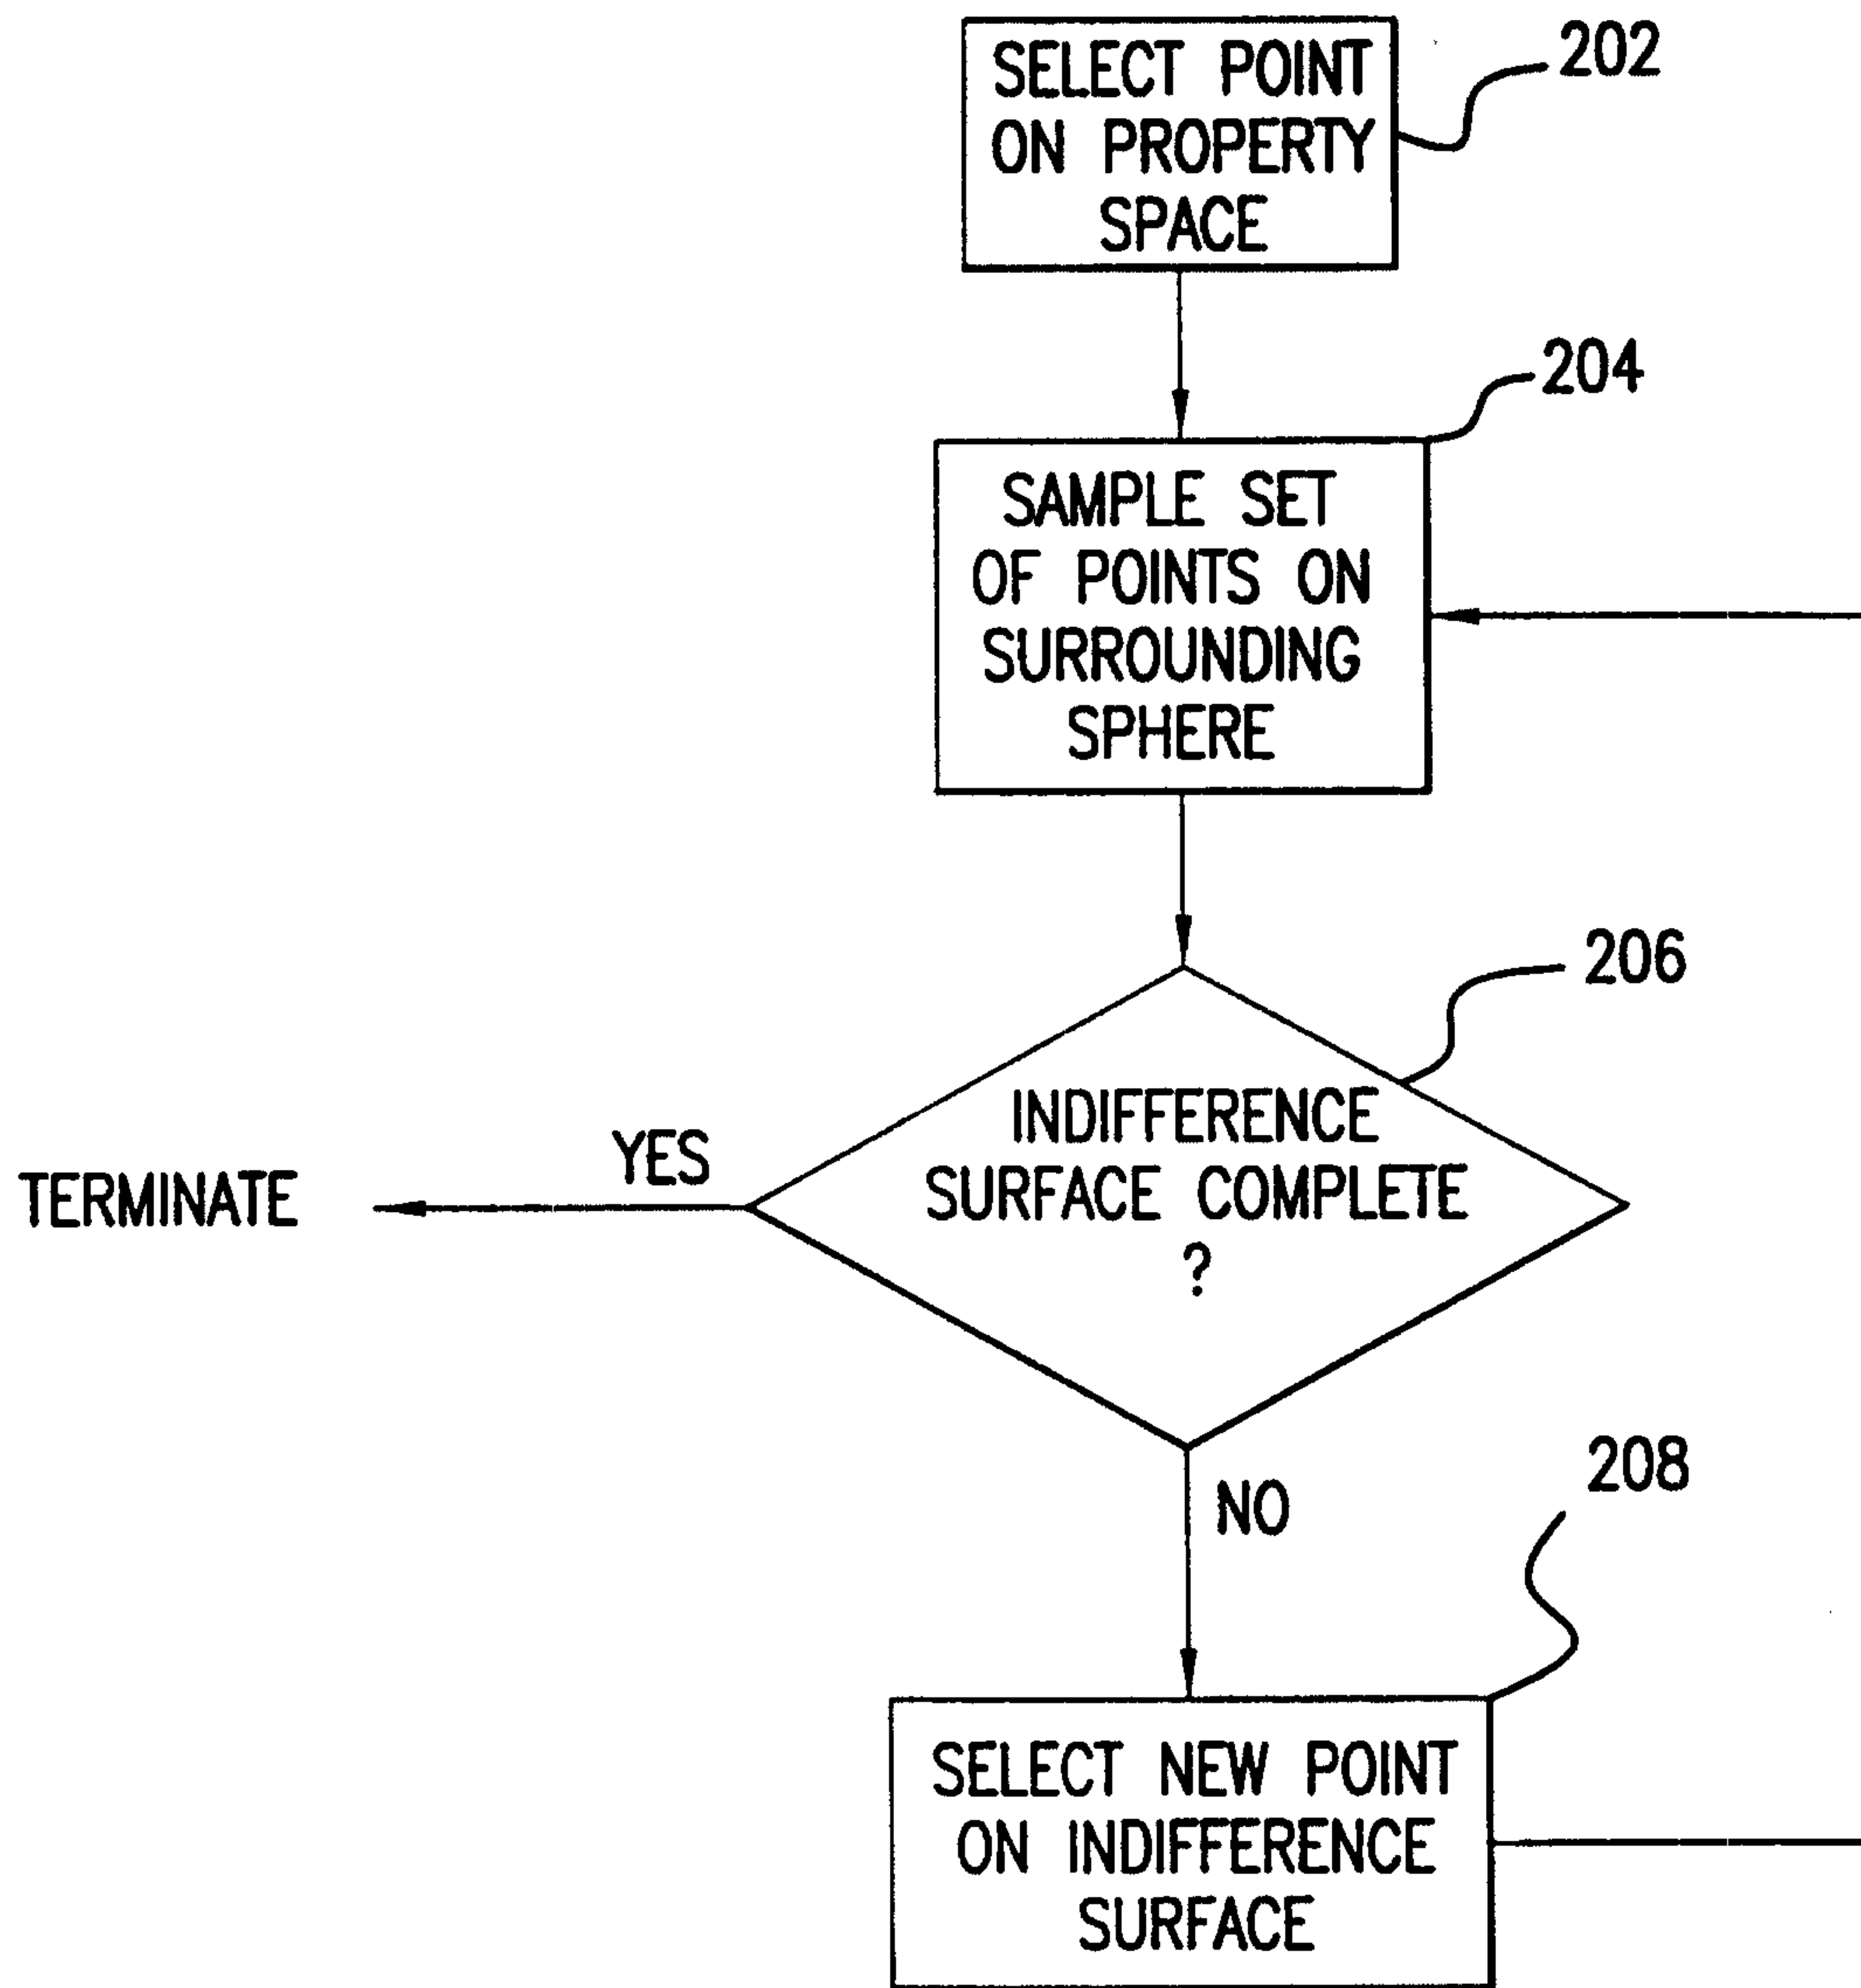 SELECT POINT
ON PROPERTY
SPACE
202
204
SAMPLE SET
OF POINTS ON
SURROUNDING
SPHERE
206
INDIFFERENCE
SURFACE COMPLETE
?
YES
TERMINATE
NO
208
SELECT NEW POINT
ON INDIFFERENCE
SURFACE